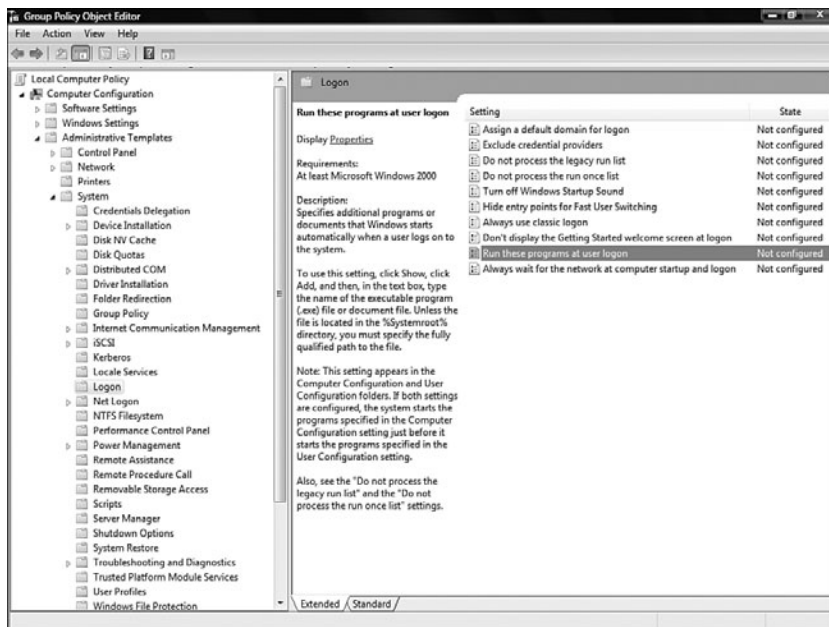 Group Policy Object Editor
File Action View Help
Local Computer Policy
Computer Configuration
Software Settings
Windows Settings
Administrative Templates
Control Panel
Network
Printers
System
Credentials Delegation
Device Installation
Disk NV Cache
Disk Quotas
Distributed COM
Driver Installation
Folder Redirection
Group Policy
Internet Communication Management
iSCSI
Kerberos
Locale Services
Logon
Net Logon
NTFS Filesystem
Performance Control Panel
Power Management
Remote Assistance
Remote Procedure Call
Removable Storage Access
Scripts
Server Manager
Shutdown Options
System Restore
Troubleshooting and Diagnostics
Trusted Platform Module Services
User Profiles
Windows File Protection
Logon
Run these programs at user logon
Display Properties
Requirements:
At least Microsoft Windows 2000
Description:
Specifies additional programs or
documents that Windows starts
automatically when a user logs on to
the system.
To use this setting, click Show, click
Add, and then, in the text box, type
the name of the executable program
(.exe) file or document file. Unless the
file is located in the %Systemroot%
directory, you must specify the fully
qualified path to the file.
Note: This setting appears in the
Computer Configuration and User
Configuration folders. If both settings
are configured, the system starts the
programs specified in the Computer
Configuration setting just before it
starts the programs specified in the
User Configuration setting.
Also, see the "Do not process the
legacy run list" and the "Do not
process the run once list" settings.
Setting State
Assign a default domain for logon Not configured
Exclude credential providers Not configured
Do not process the legacy run list Not configured
Do not process the run once list Not configured
Turn off Windows Startup Sound Not configured
Hide entry points for Fast User Switching Not configured
Always use classic logon Not configured
Don't display the Getting Started welcome screen at logon Not configured
Run these programs at user logon Not configured
Always wait for the network at computer startup and logon Not configured
Extended Standard